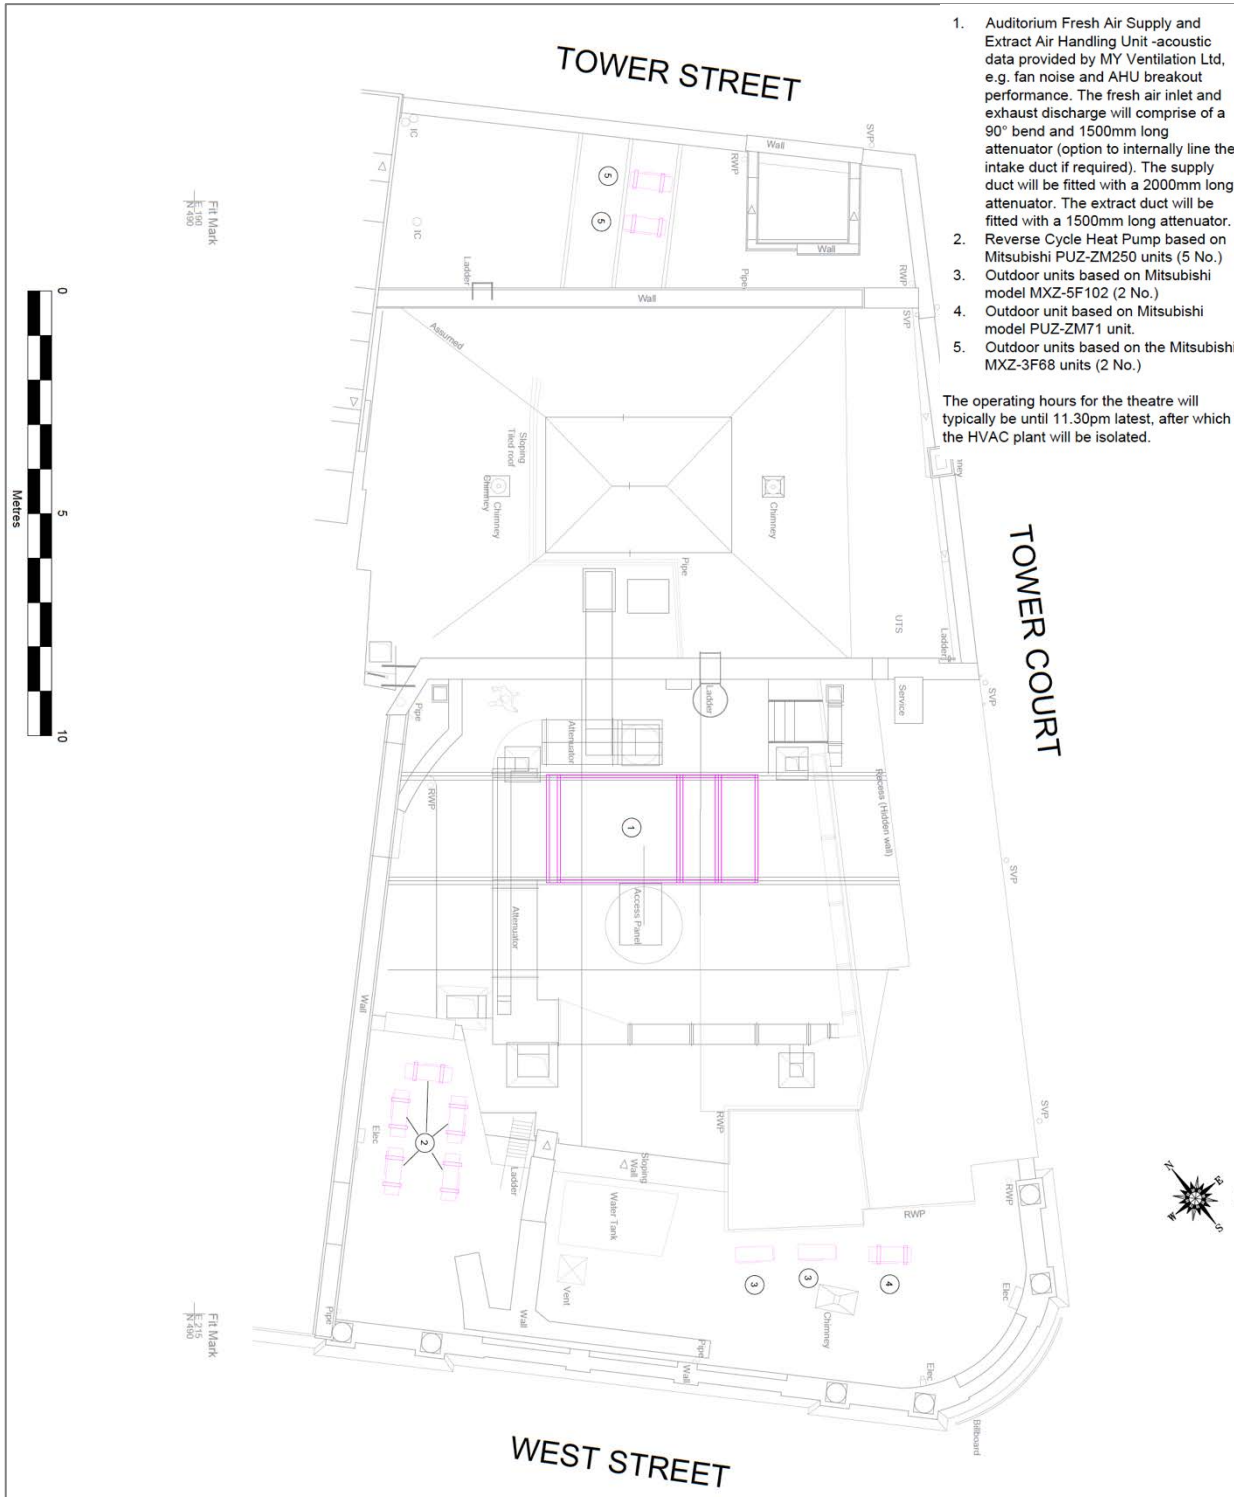 TOWER STREET
1. Auditorium Fresh Air Supply and
Extract Air Handling Unit -acoustic
data provided by MY Ventilation Ltd,
e.g. fan noise and AHU breakout
performance. The fresh air inlet and
exhaust discharge will comprise of a
90° bend and 1500mm long
attenuator (option to internally line the
intake duct if required). The supply
duct will be fitted with a 2000mm long
attenuator. The extract duct will be
fitted with a 1500mm long attenuator.
2. Reverse Cycle Heat Pump based on
Mitsubishi PUZ-ZM250 units (5 No.)
3. Outdoor units based on Mitsubishi
model MXZ-5F102 (2 No.)
4. Outdoor unit based on Mitsubishi
model PUZ-ZM71 unit.
5. Outdoor units based on the Mitsubishi
MXZ-3F68 units (2 No.)
The operating hours for the theatre will
typically be until 11.30pm latest, after which
the HVAC plant will be isolated.
IC
SVP
Wall
RWP
5
5
Fit Mark
E 190
N 490
IC
Wall
Ladder
Pipe
RWP
0
Wall
SVP
Assumed
Sloping
Tiled roof
Chimney
Chimney
Chimney
5
Metres
Pipe
TOWER COURT
UTS
Ladder
SVP
Service
Ladder
Pipe
10
Attenuator
RWP
Recess (Hidden wall)
1
SVP
Access Panel
Attenuator
Wall
SVP
RWP
Elec
2
Sloping
Wall
Ladder
RWP
Water Tank
RWP
N
E
S
W
3
3
4
Vent
Elec
Chimney
Fit Mark
E 215
N 490
Pipe
Wall
Pipe
Wall
Elec
Billboard
WEST STREET